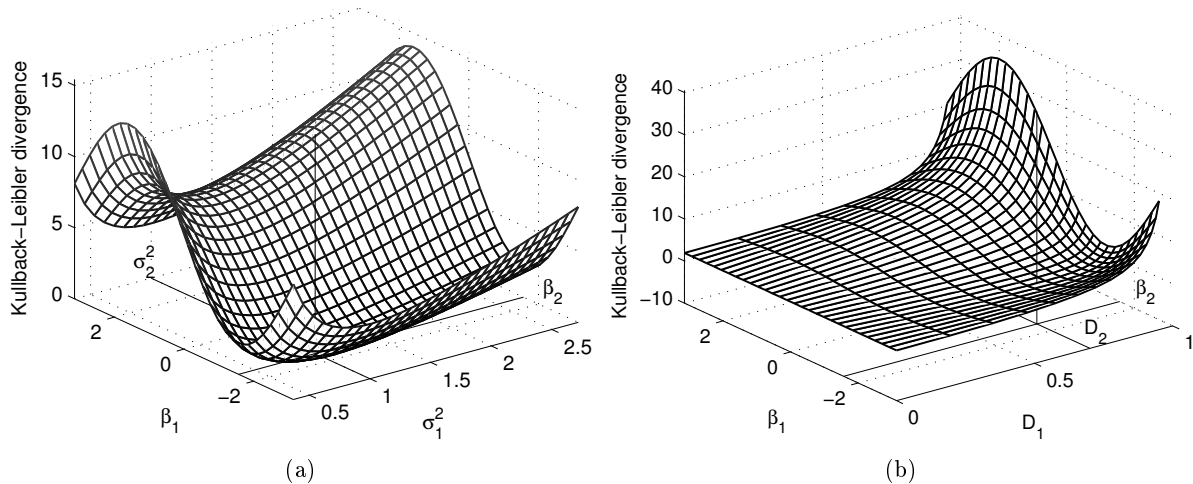 Kullback–Leibler divergence
15
10
5
0
σ₂²
2
0
−2
β₁
0.5
1
1.5
2
2.5
σ₁²
β₂
(a)
Kullback–Leibler divergence
40
30
20
10
0
−10
2
0
−2
β₁
0
0.5
1
D₁
D₂
β₂
(b)